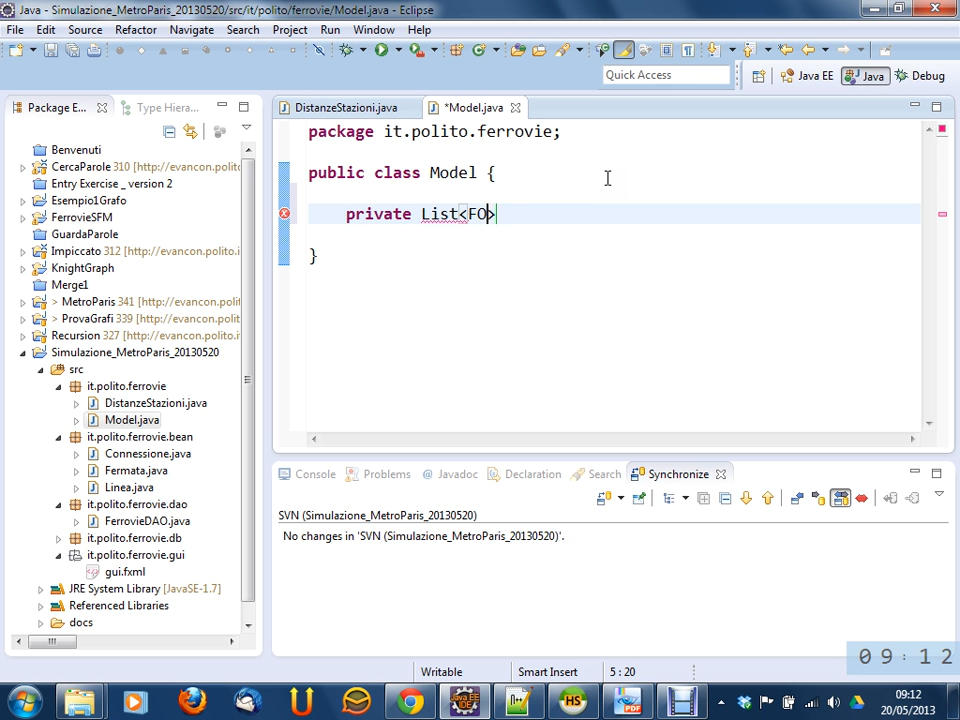 Java - Simulazione_MetroParis_20130520/src/it/polito/ferrovie/Model.java - Eclipse
File Edit Source Refactor Navigate Search Project Run Window Help
Quick Access
Java EE
Java
Debug
Package E...
Type Hiera...
Benvenuti
CercaParole 310 [http://evancon.polito
Entry Exercise _ version 2
Esempio1Grafo
FerrovieSFM
GuardaParole
Impiccato 312 [http://evancon.polito
KnightGraph
Merge1
> MetroParis 341 [http://evancon.polit
> ProvaGrafi 339 [http://evancon.polit
Recursion 327 [http://evancon.polito.i
Simulazione_MetroParis_20130520
src
it.polito.ferrovie
DistanzeStazioni.java
Model.java
it.polito.ferrovie.bean
Connessione.java
Fermata.java
Linea.java
it.polito.ferrovie.dao
FerrovieDAO.java
it.polito.ferrovie.db
it.polito.ferrovie.gui
gui.fxml
JRE System Library [JavaSE-1.7]
Referenced Libraries
docs
DistanzeStazioni.java
*Model.java
package it.polito.ferrovie;
public class Model {
private List<FO>
}
Console
Problems
@ Javadoc
Declaration
Search
Synchronize
SVN (Simulazione_MetroParis_20130520)
No changes in 'SVN (Simulazione_MetroParis_20130520)'.
Writable
Smart Insert
5 : 20
09:12
09:12
20/05/2013